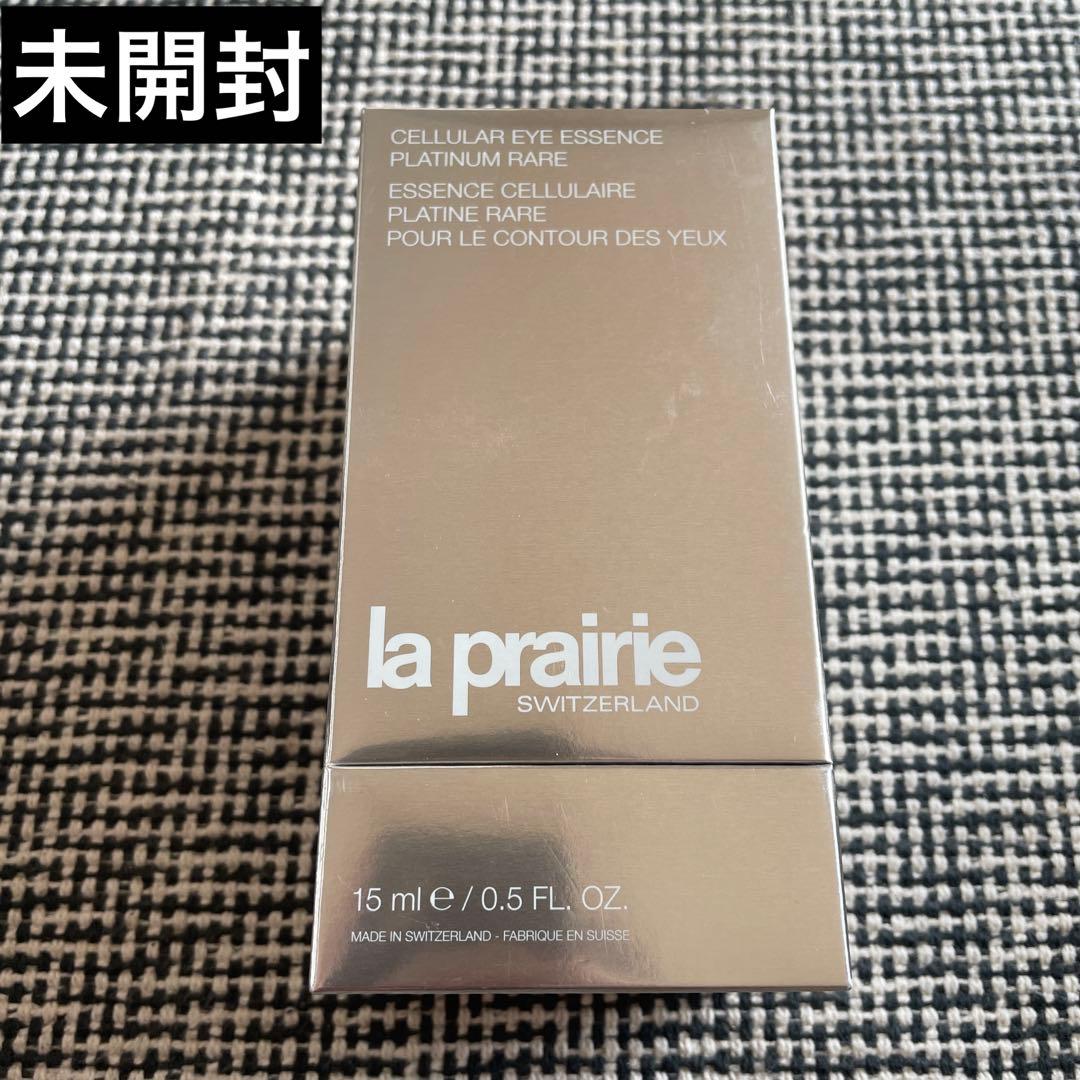 未開封
CELLULAR EYE ESSENCE
PLATINUM RARE
ESSENCE CELLULAIRE
PLATINE RARE
POUR LE CONTOUR DES YEUX
la prairie
SWITZERLAND
15 ml ℮ / 0.5 FL. OZ.
MADE IN SWITZERLAND - FABRIQUE EN SUISSE